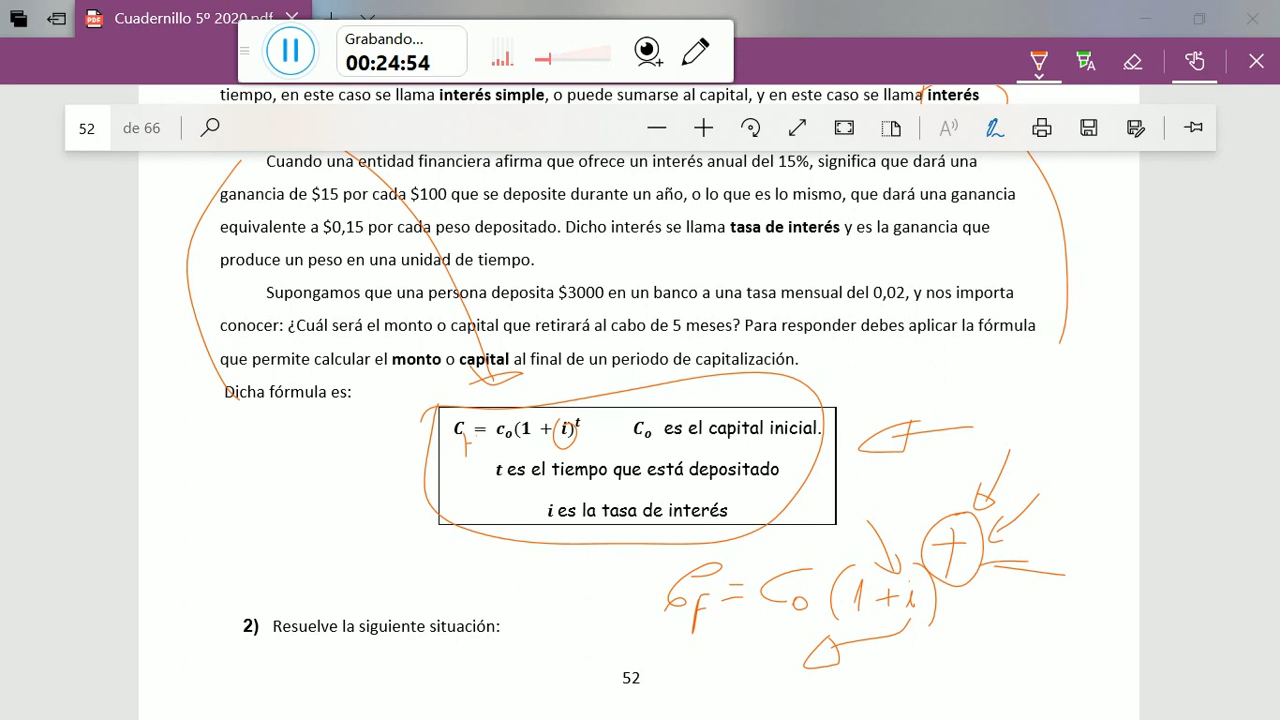 Cuadernillo 5º 2020.pdf
Grabando...
00:24:54
52 de 66
tiempo, en este caso se llama interés simple, o puede sumarse al capital, y en este caso se llama interés
Cuando una entidad financiera afirma que ofrece un interés anual del 15%, significa que dará una
ganancia de $15 por cada $100 que se deposite durante un año, o lo que es lo mismo, que dará una ganancia
equivalente a $0,15 por cada peso depositado. Dicho interés se llama tasa de interés y es la ganancia que
produce un peso en una unidad de tiempo.
Supongamos que una persona deposita $3000 en un banco a una tasa mensual del 0,02, y nos importa
conocer: ¿Cuál será el monto o capital que retirará al cabo de 5 meses? Para responder debes aplicar la fórmula
que permite calcular el monto o capital al final de un periodo de capitalización.
Dicha fórmula es:
C = c₀(1 + i)ᵗ C₀ es el capital inicial.
t es el tiempo que está depositado
i es la tasa de interés
C_F = C₀ (1 + i)ᵗ
2) Resuelve la siguiente situación:
52